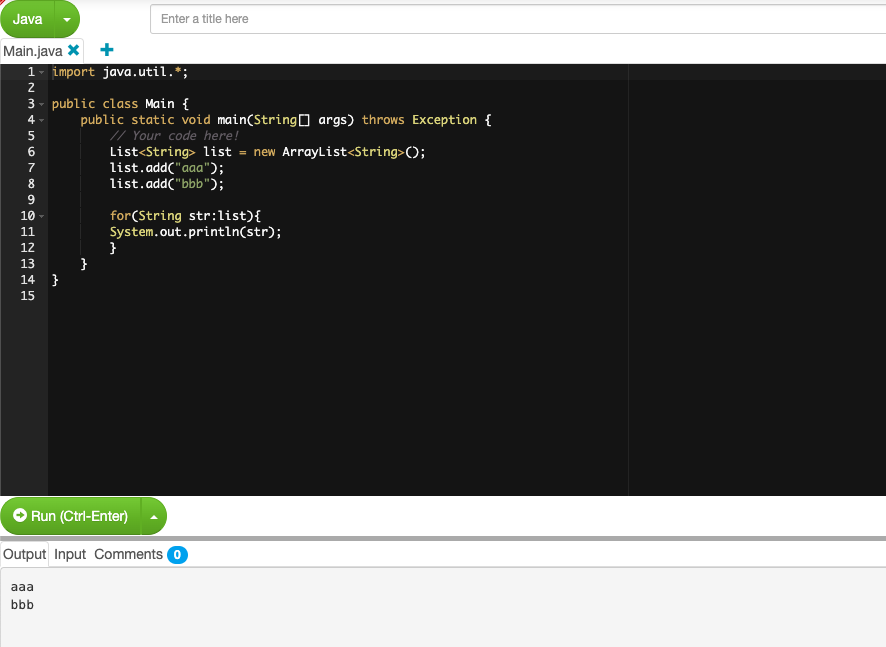 Java
Enter a title here
Main.java
1 import java.util.*;
2
3 public class Main {
4 public static void main(String[] args) throws Exception {
5 // Your code here!
6 List<String> list = new ArrayList<String>();
7 list.add("aaa");
8 list.add("bbb");
9
10 for(String str:list){
11 System.out.println(str);
12 }
13 }
14 }
15
Run (Ctrl-Enter)
Output Input Comments 0
aaa
bbb